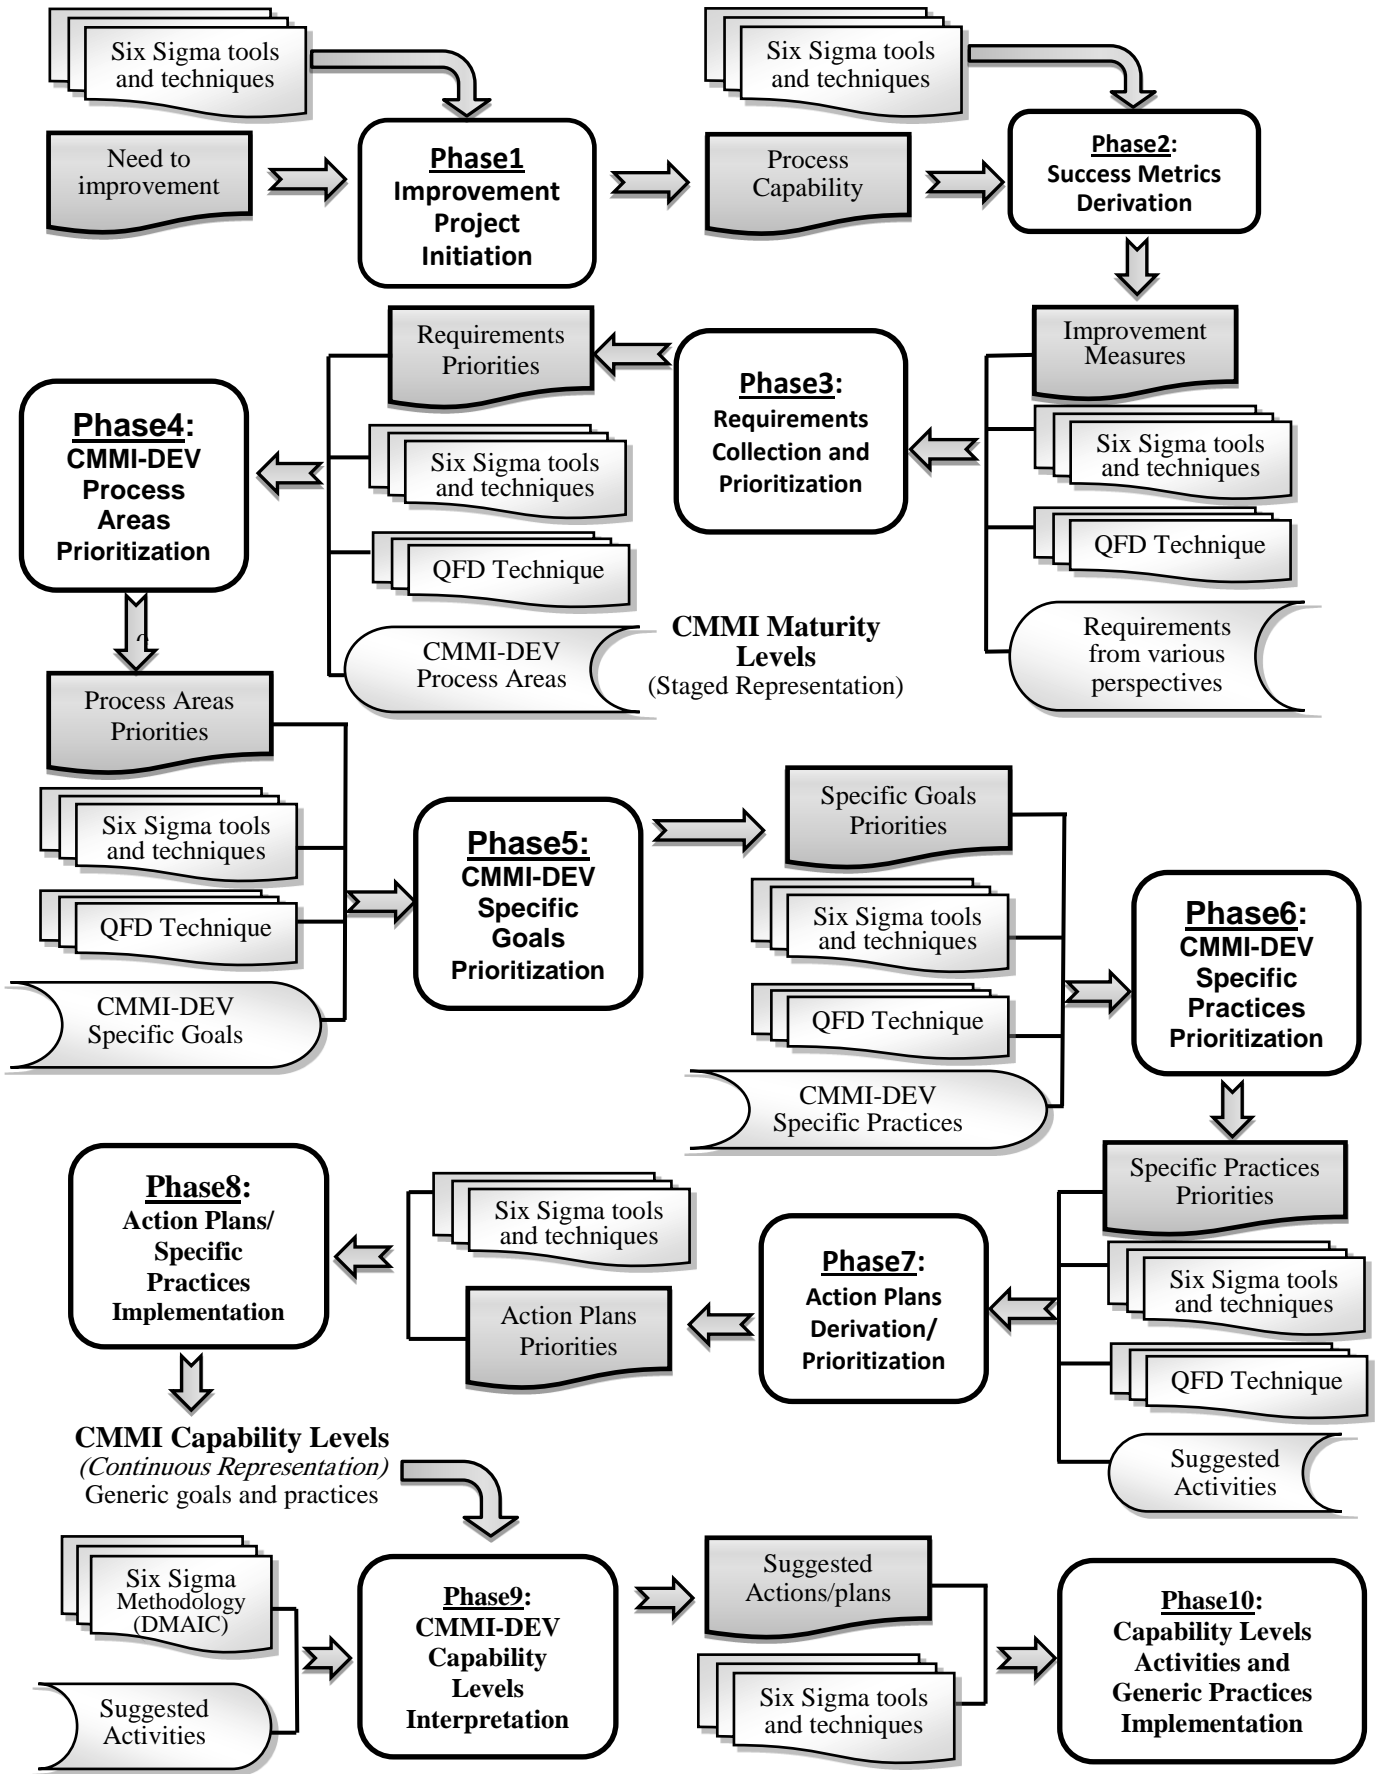 Six Sigma tools
and techniques
Six Sigma tools
and techniques
Need to
improvement
Phase1
Improvement
Project
Initiation
Process
Capability
Phase2:
Success Metrics
Derivation
Requirements
Priorities
Improvement
Measures
Phase3:
Requirements
Collection and
Prioritization
Phase4:
CMMI-DEV
Process
Areas
Prioritization
Six Sigma tools
and techniques
Six Sigma tools
and techniques
QFD Technique
QFD Technique
CMMI-DEV
Process Areas
CMMI Maturity
Levels
(Staged Representation)
Requirements
from various
perspectives
Process Areas
Priorities
Six Sigma tools
and techniques
QFD Technique
CMMI-DEV
Specific Goals
Phase5:
CMMI-DEV
Specific
Goals
Prioritization
Specific Goals
Priorities
Six Sigma tools
and techniques
QFD Technique
CMMI-DEV
Specific Practices
Phase6:
CMMI-DEV
Specific
Practices
Prioritization
Specific Practices
Priorities
Six Sigma tools
and techniques
QFD Technique
Suggested
Activities
Phase7:
Action Plans
Derivation/
Prioritization
Six Sigma tools
and techniques
Action Plans
Priorities
Phase8:
Action Plans/
Specific
Practices
Implementation
CMMI Capability Levels
(Continuous Representation)
Generic goals and practices
Six Sigma
Methodology
(DMAIC)
Suggested
Activities
Phase9:
CMMI-DEV
Capability
Levels
Interpretation
Suggested
Actions/plans
Six Sigma tools
and techniques
Phase10:
Capability Levels
Activities and
Generic Practices
Implementation